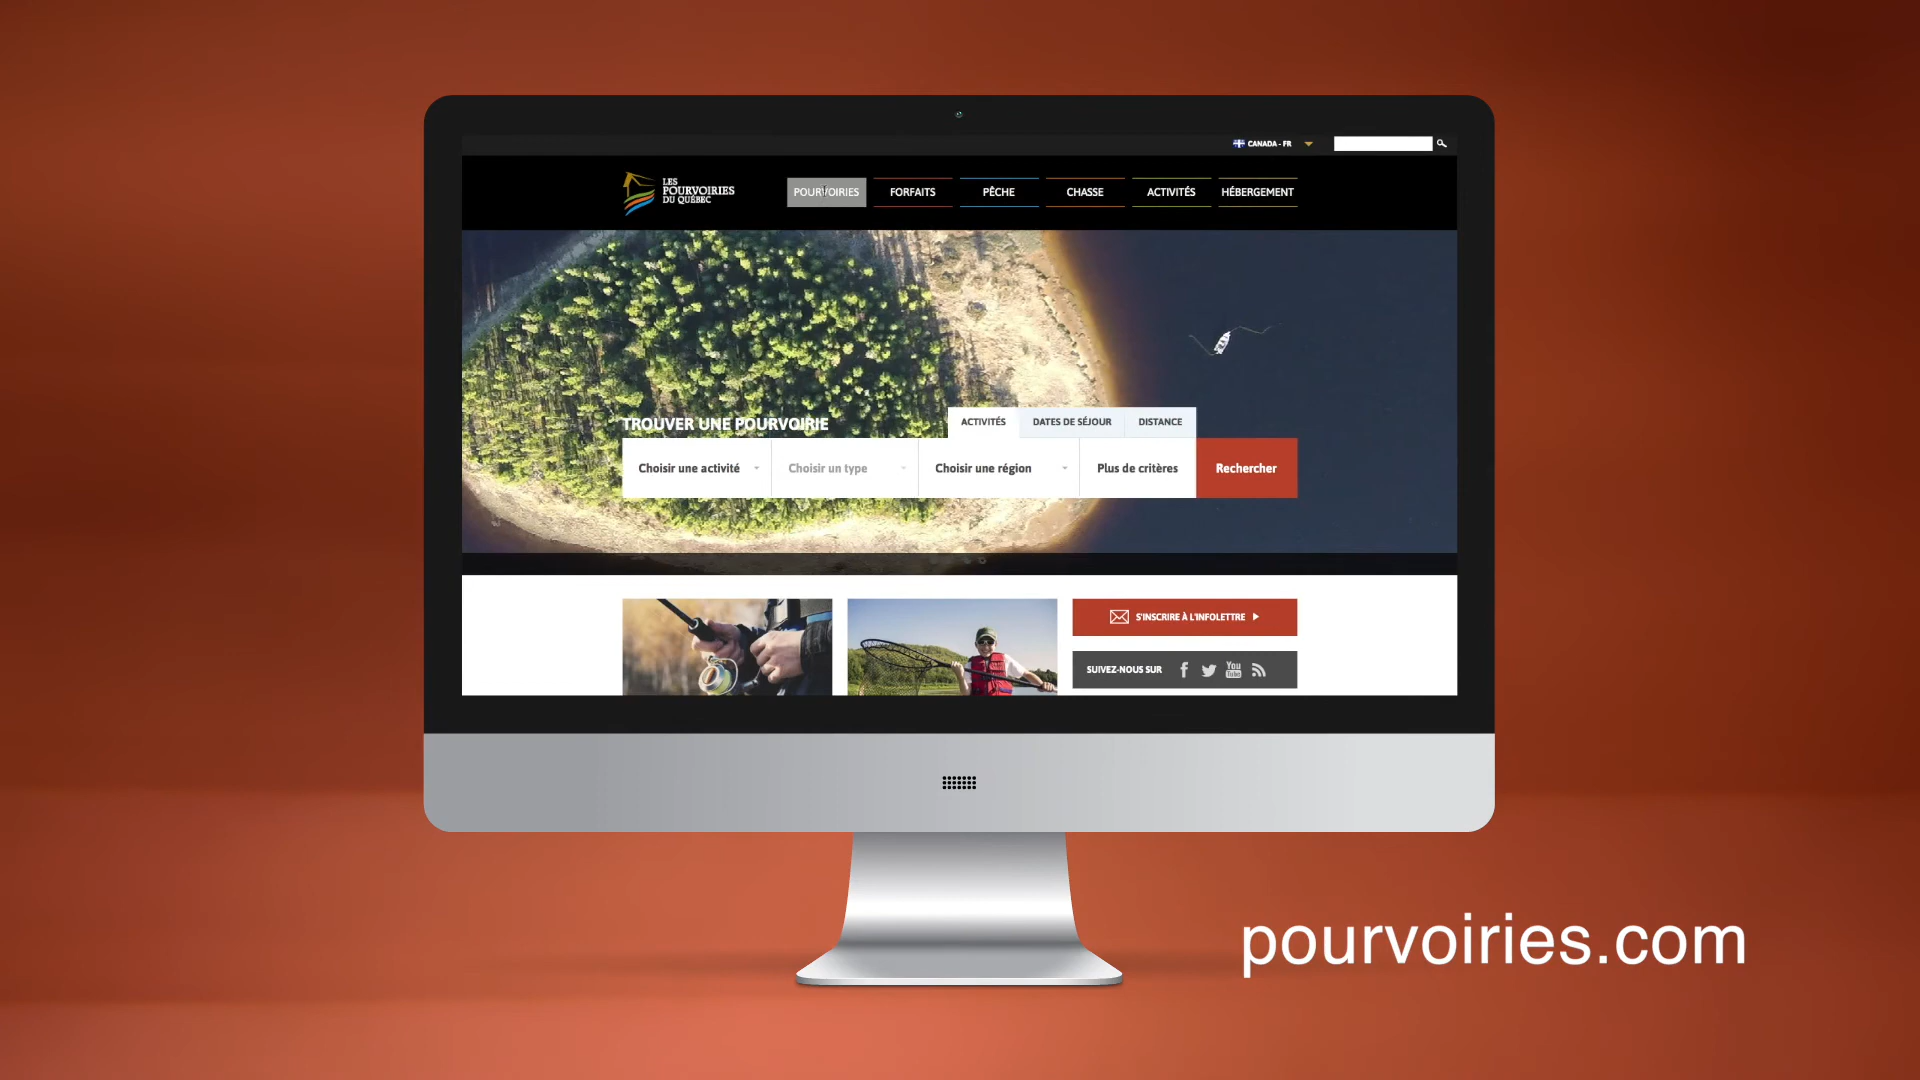 CANADA - FR
LES
POURVOIRIES
DU QUÉBEC
POURVOIRIES
FORFAITS
PÊCHE
CHASSE
ACTIVITÉS
HÉBERGEMENT
TROUVER UNE POURVOIRIE
ACTIVITÉS
DATES DE SÉJOUR
DISTANCE
Choisir une activité
Choisir un type
Choisir une région
Plus de critères
Rechercher
S'INSCRIRE À L'INFOLETTRE
SUIVEZ-NOUS SUR
You
Tube
pourvoiries.com